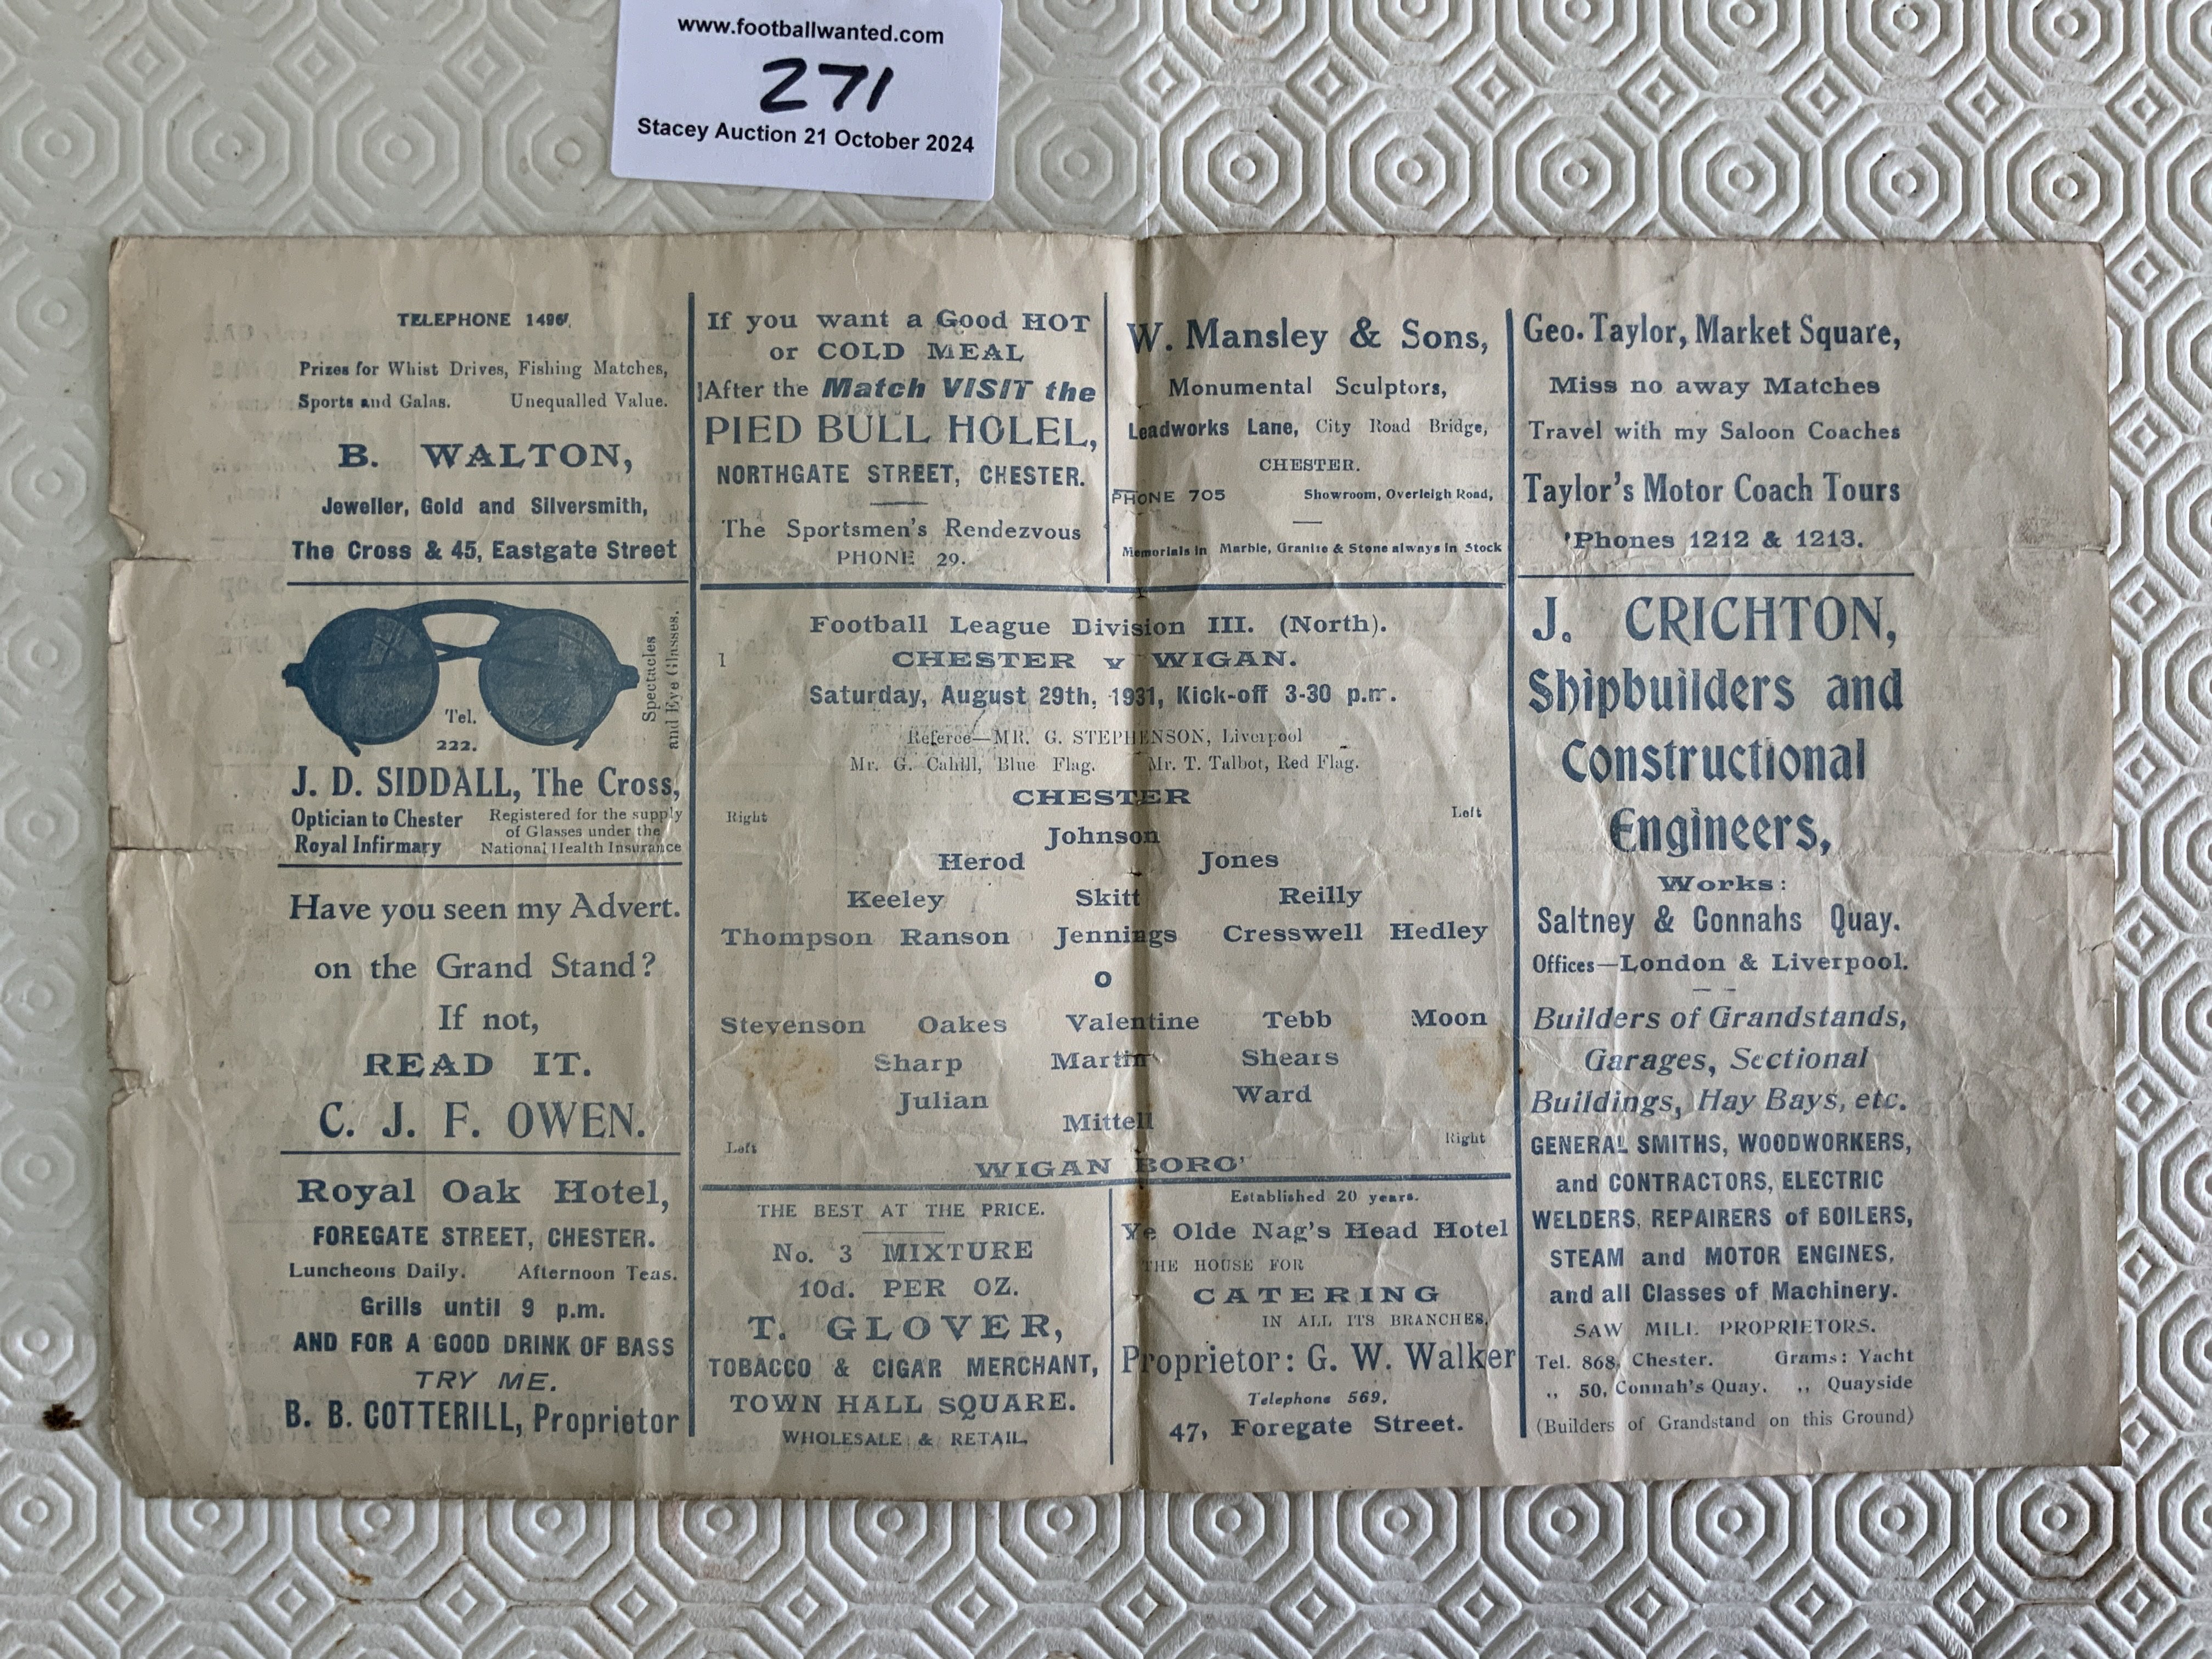 www.footballwanted.com
271
Stacey Auction 21 October 2024
TELEPHONE 1496
Prizes for Whist Drives, Fishing Matches,
Sports and Galas. Unequalled Value.
B. WALTON,
Jeweller, Gold and Silversmith,
The Cross & 45, Eastgate Street
Spectacles
and Eye Glasses.
Tel.
222.
J. D. SIDDALL, The Cross,
Optician to Chester
Royal Infirmary
Registered for the supply
of Glasses under the
National Health Insurance
Have you seen my Advert.
on the Grand Stand?
If not,
READ IT.
C. J. F. OWEN.
Royal Oak Hotel,
FOREGATE STREET, CHESTER.
Luncheons Daily. Afternoon Teas.
Grills until 9 p.m.
AND FOR A GOOD DRINK OF BASS
TRY ME.
B. B. COTTERILL, Proprietor
If you want a Good HOT
or COLD MEAL
After the Match VISIT the
PIED BULL HOLEL,
NORTHGATE STREET, CHESTER.
The Sportsmen's Rendezvous
PHONE 29.
W. Mansley & Sons,
Monumental Sculptors,
Leadworks Lane, City Road Bridge,
CHESTER.
PHONE 705 Showroom, Overleigh Road,
Memorials in Marble, Granite & Stone always in Stock
Football League Division III. (North).
1 CHESTER v WIGAN.
Saturday, August 29th, 1931, Kick-off 3-30 p.m.
Referee—MR. G. STEPHENSON, Liverpool
Mr. G. Cahill, Blue Flag. Mr. T. Talbot, Red Flag.
CHESTER
Right Left
Johnson
Herod Jones
Keeley Skitt Reilly
Thompson Ranson Jennings Cresswell Hedley
O
Stevenson Oakes Valentine Tebb Moon
Sharp Martin Shears
Julian Ward
Mittell
Left Right
WIGAN BORO'
THE BEST AT THE PRICE.
No. 3 MIXTURE
10d. PER OZ.
T. GLOVER,
TOBACCO & CIGAR MERCHANT,
TOWN HALL SQUARE.
WHOLESALE & RETAIL.
Established 20 years.
Ye Olde Nag's Head Hotel
THE HOUSE FOR
CATERING
IN ALL ITS BRANCHES.
Proprietor: G. W. Walker
Telephone 569,
47, Foregate Street.
Geo. Taylor, Market Square,
Miss no away Matches
Travel with my Saloon Coaches
Taylor's Motor Coach Tours
'Phones 1212 & 1213.
J. CRICHTON,
Shipbuilders and
Constructional
Engineers,
Works:
Saltney & Connahs Quay.
Offices—London & Liverpool.
Builders of Grandstands,
Garages, Sectional
Buildings, Hay Bays, etc.
GENERAL SMITHS, WOODWORKERS,
and CONTRACTORS, ELECTRIC
WELDERS, REPAIRERS of BOILERS,
STEAM and MOTOR ENGINES,
and all Classes of Machinery.
SAW MILL PROPRIETORS.
Tel. 868, Chester. Grams: Yacht
,, 50, Connah's Quay. ,, Quayside
(Builders of Grandstand on this Ground)